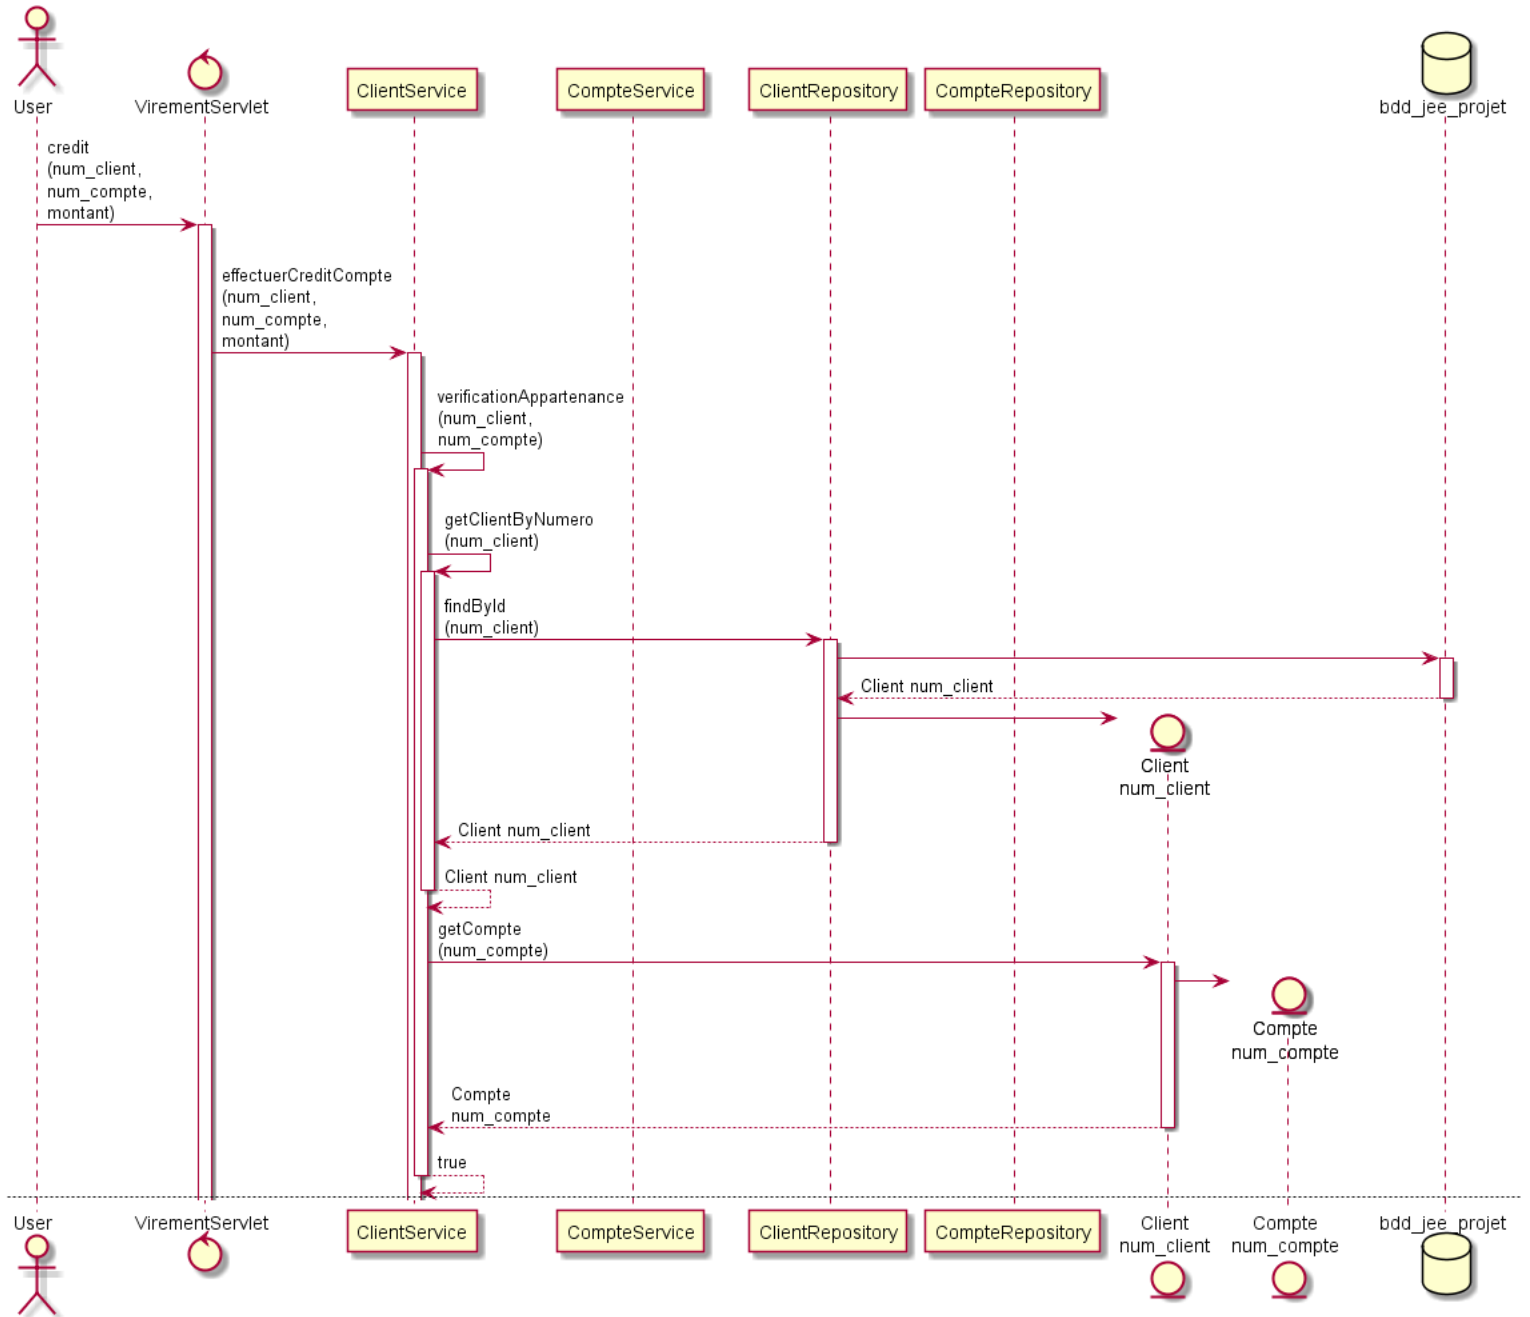 User
VirementServlet
ClientService
CompteService
ClientRepository
CompteRepository
bdd_jee_projet
credit
(num_client,
num_compte,
montant)
effectuerCreditCompte
(num_client,
num_compte,
montant)
verificationAppartenance
(num_client,
num_compte)
getClientByNumero
(num_client)
findById
(num_client)
Client num_client
Client
num_client
Client num_client
Client num_client
getCompte
(num_compte)
Compte
num_compte
Compte
num_compte
true
User
VirementServlet
ClientService
CompteService
ClientRepository
CompteRepository
Client
num_client
Compte
num_compte
bdd_jee_projet